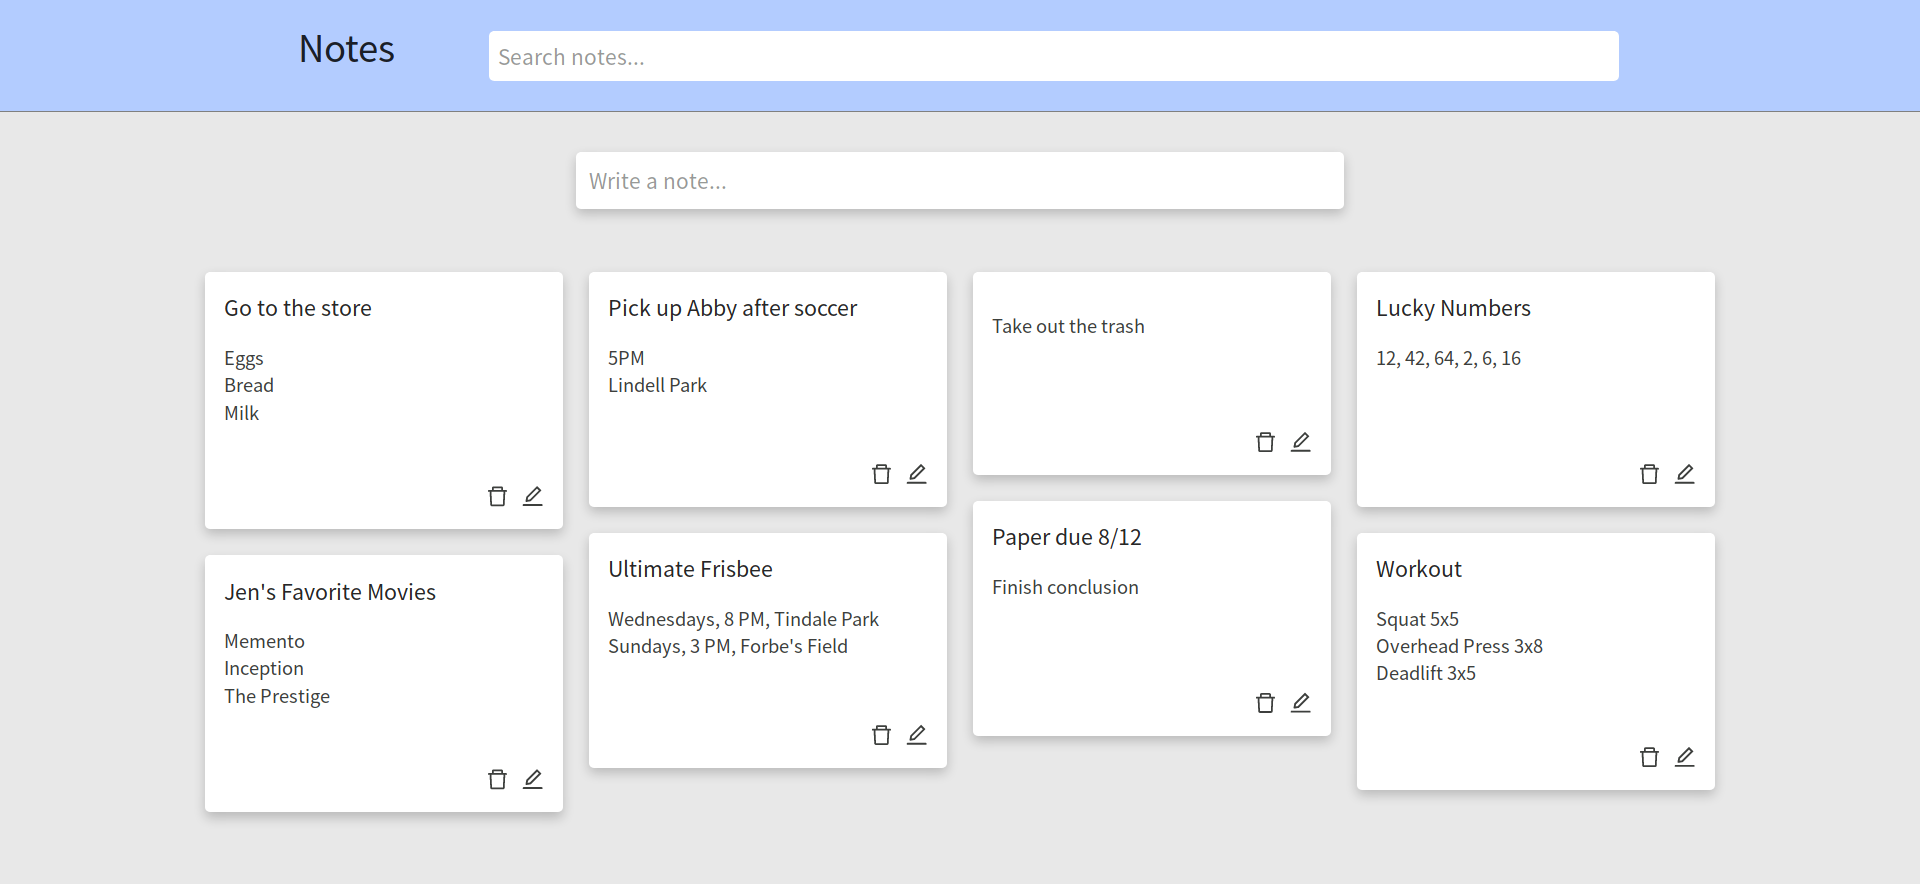 Notes
Search notes...
Write a note...
Go to the store
Eggs
Bread
Milk
Pick up Abby after soccer
5PM
Lindell Park
Take out the trash
Lucky Numbers
12, 42, 64, 2, 6, 16
Jen's Favorite Movies
Memento
Inception
The Prestige
Ultimate Frisbee
Wednesdays, 8 PM, Tindale Park
Sundays, 3 PM, Forbe's Field
Paper due 8/12
Finish conclusion
Workout
Squat 5x5
Overhead Press 3x8
Deadlift 3x5